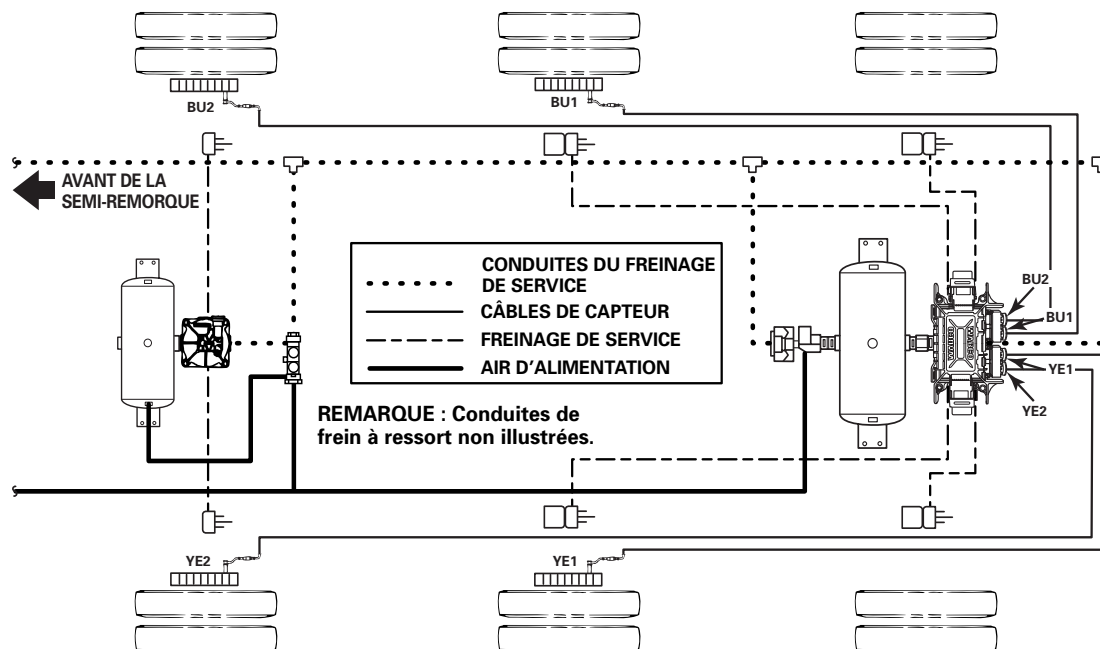 BU2
BU1
AVANT DE LA
SEMI-REMORQUE
CONDUITES DU FREINAGE
DE SERVICE
CÂBLES DE CAPTEUR
FREINAGE DE SERVICE
AIR D'ALIMENTATION
REMARQUE : Conduites de
frein à ressort non illustrées.
BU2
BU1
YE1
YE2
YE2
YE1